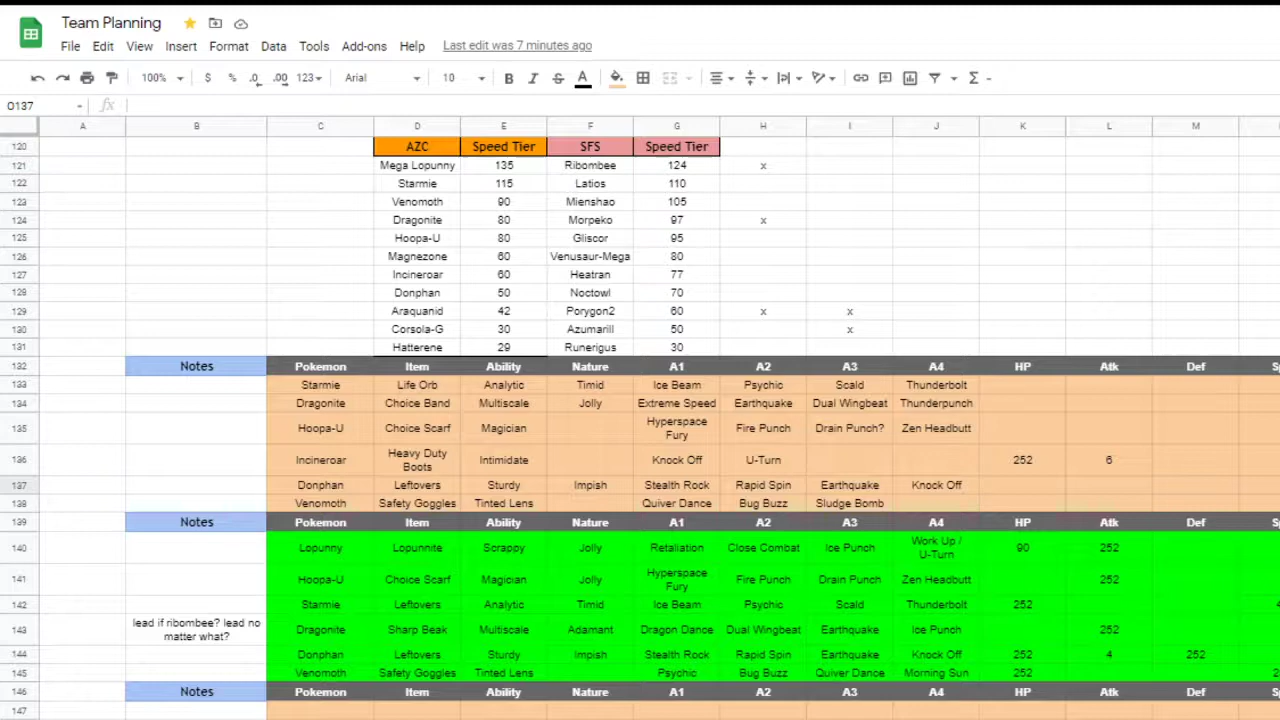 Team Planning
File Edit View Insert Format Data Tools Add-ons Help Last edit was 7 minutes ago
100% $ % .0 .00 123 Arial 10 B I S A Σ
O137 fx
A B C D E F G H I J K L M
120 AZC Speed Tier SFS Speed Tier
121 Mega Lopunny 135 Ribombee 124 x
122 Starmie 115 Latios 110
123 Venomoth 90 Mienshao 105
124 Dragonite 80 Morpeko 97 x
125 Hoopa-U 80 Gliscor 95
126 Magnezone 60 Venusaur-Mega 80
127 Incineroar 60 Heatran 77
128 Donphan 50 Noctowl 70
129 Araquanid 42 Porygon2 60 x x
130 Corsola-G 30 Azumarill 50 x
131 Hatterene 29 Runerigus 30
132 Notes Pokemon Item Ability Nature A1 A2 A3 A4 HP Atk Def
133 Starmie Life Orb Analytic Timid Ice Beam Psychic Scald Thunderbolt
134 Dragonite Choice Band Multiscale Jolly Extreme Speed Earthquake Dual Wingbeat Thunderpunch
135 Hoopa-U Choice Scarf Magician Hyperspace Fury Fire Punch Drain Punch? Zen Headbutt
136 Incineroar Heavy Duty Boots Intimidate Knock Off U-Turn 252 6
137 Donphan Leftovers Sturdy Impish Stealth Rock Rapid Spin Earthquake Knock Off
138 Venomoth Safety Goggles Tinted Lens Quiver Dance Bug Buzz Sludge Bomb
139 Notes Pokemon Item Ability Nature A1 A2 A3 A4 HP Atk Def
140 Lopunny Lopunnite Scrappy Jolly Retaliation Close Combat Ice Punch Work Up / U-Turn 90 252
141 Hoopa-U Choice Scarf Magician Jolly Hyperspace Fury Fire Punch Drain Punch Zen Headbutt 252
142 Starmie Leftovers Analytic Timid Ice Beam Psychic Scald Thunderbolt 252
143 lead if ribombee? lead no matter what? Dragonite Sharp Beak Multiscale Adamant Dragon Dance Dual Wingbeat Earthquake Ice Punch 252
144 Donphan Leftovers Sturdy Impish Stealth Rock Rapid Spin Earthquake Knock Off 252 4 252
145 Venomoth Safety Goggles Tinted Lens Psychic Bug Buzz Quiver Dance Morning Sun 252
146 Notes Pokemon Item Ability Nature A1 A2 A3 A4 HP Atk Def
147